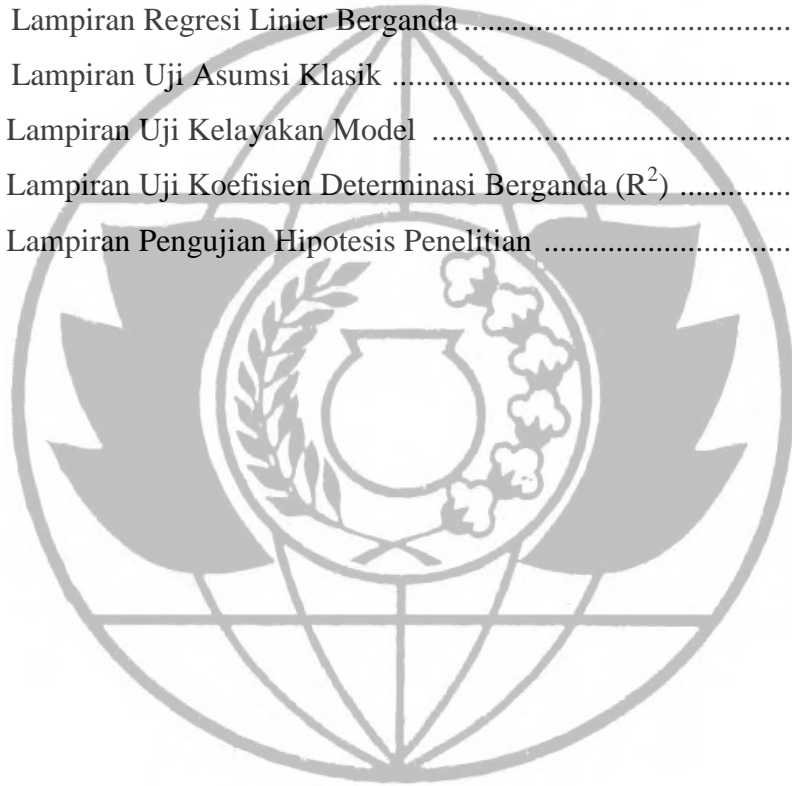 Lampiran Regresi Linier Berganda .........................................
Lampiran Uji Asumsi Klasik ..................................................
Lampiran Uji Kelayakan Model .............................................
Lampiran Uji Koefisien Determinasi Berganda (R²) ..............
Lampiran Pengujian Hipotesis Penelitian ...............................